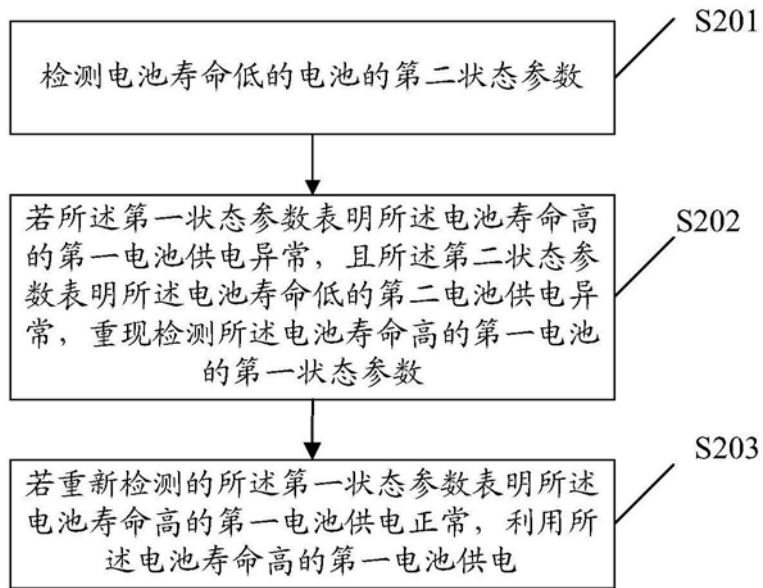 S201
检测电池寿命低的电池的第二状态参数
若所述第一状态参数表明所述电池寿命高
的第一电池供电异常，且所述第二状态参
数表明所述电池寿命低的第二电池供电异
常，重现检测所述电池寿命高的第一电池
的第一状态参数
S202
若重新检测的所述第一状态参数表明所述
电池寿命高的第一电池供电正常，利用所
述电池寿命高的第一电池供电
S203